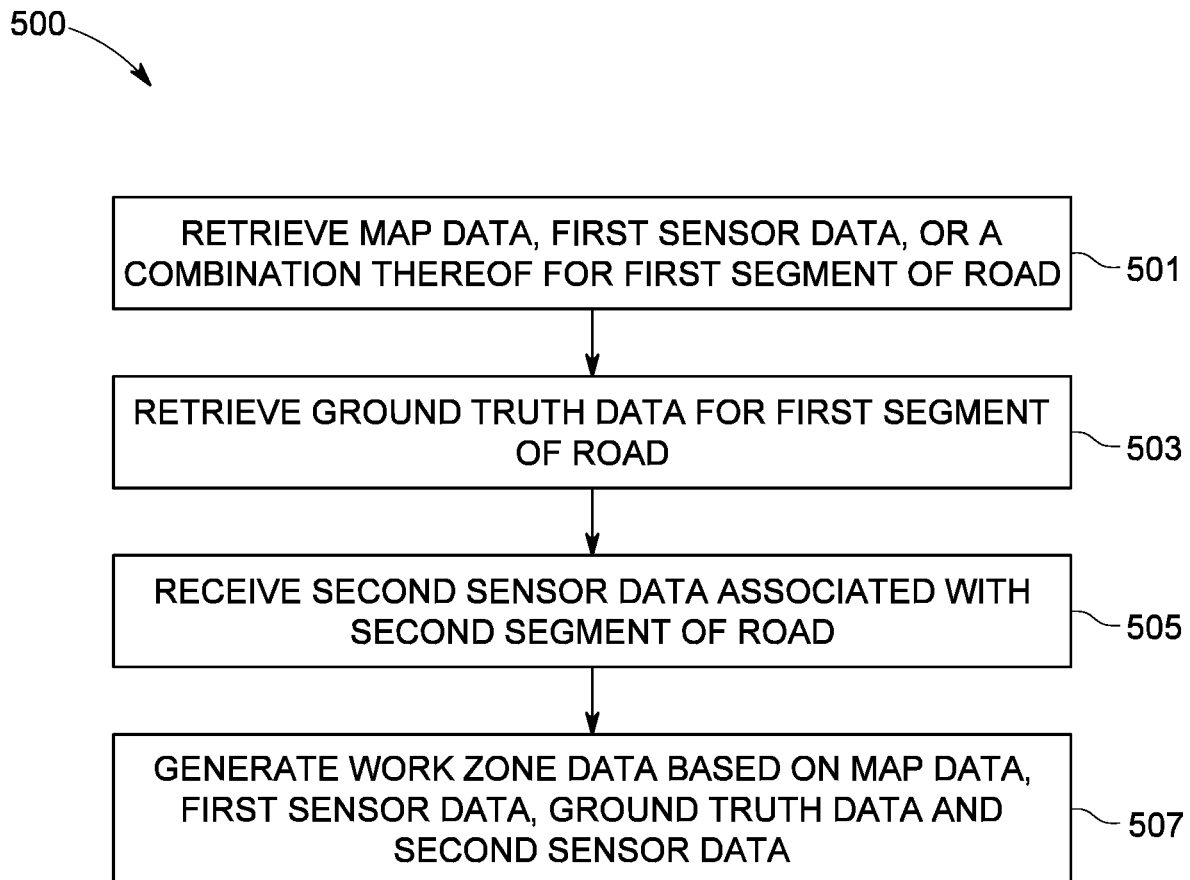 500
RETRIEVE MAP DATA, FIRST SENSOR DATA, OR A
COMBINATION THEREOF FOR FIRST SEGMENT OF ROAD
501
RETRIEVE GROUND TRUTH DATA FOR FIRST SEGMENT
OF ROAD
503
RECEIVE SECOND SENSOR DATA ASSOCIATED WITH
SECOND SEGMENT OF ROAD
505
GENERATE WORK ZONE DATA BASED ON MAP DATA,
FIRST SENSOR DATA, GROUND TRUTH DATA AND
SECOND SENSOR DATA
507